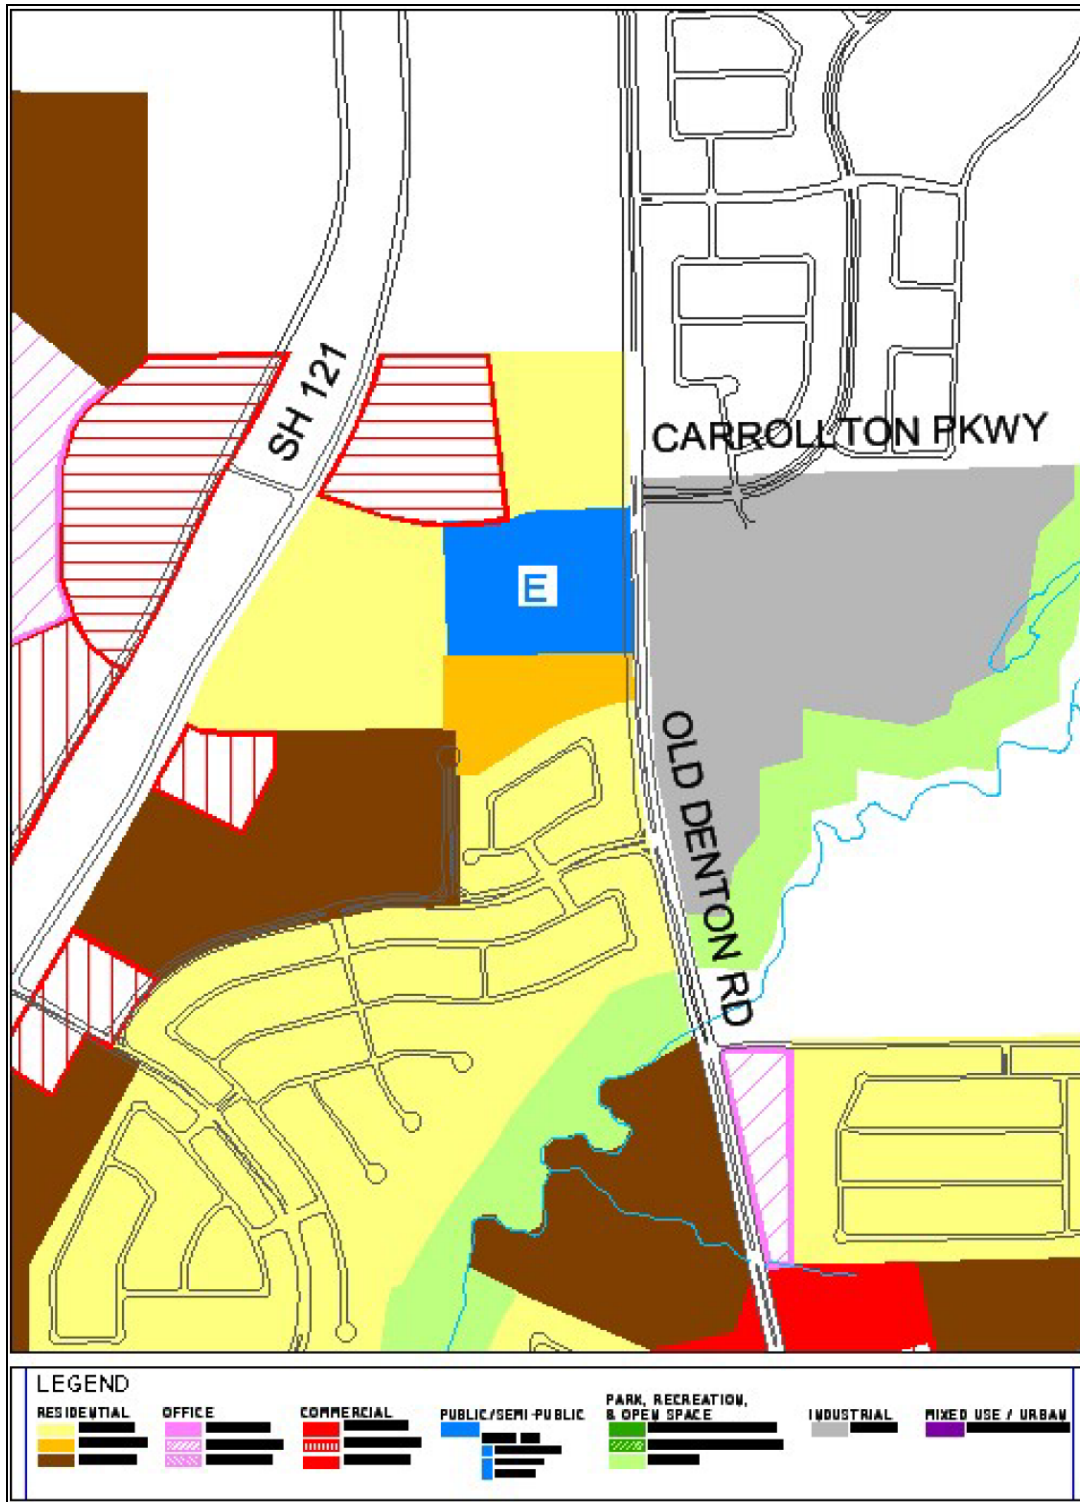 SH 121
CARROLLTON PKWY
E
OLD DENTON RD
LEGEND
RESIDENTIAL
OFFICE
COMMERCIAL
PUBLIC/SEMI-PUBLIC
PARK, RECREATION,
& OPEN SPACE
INDUSTRIAL
MIXED USE / URBAN